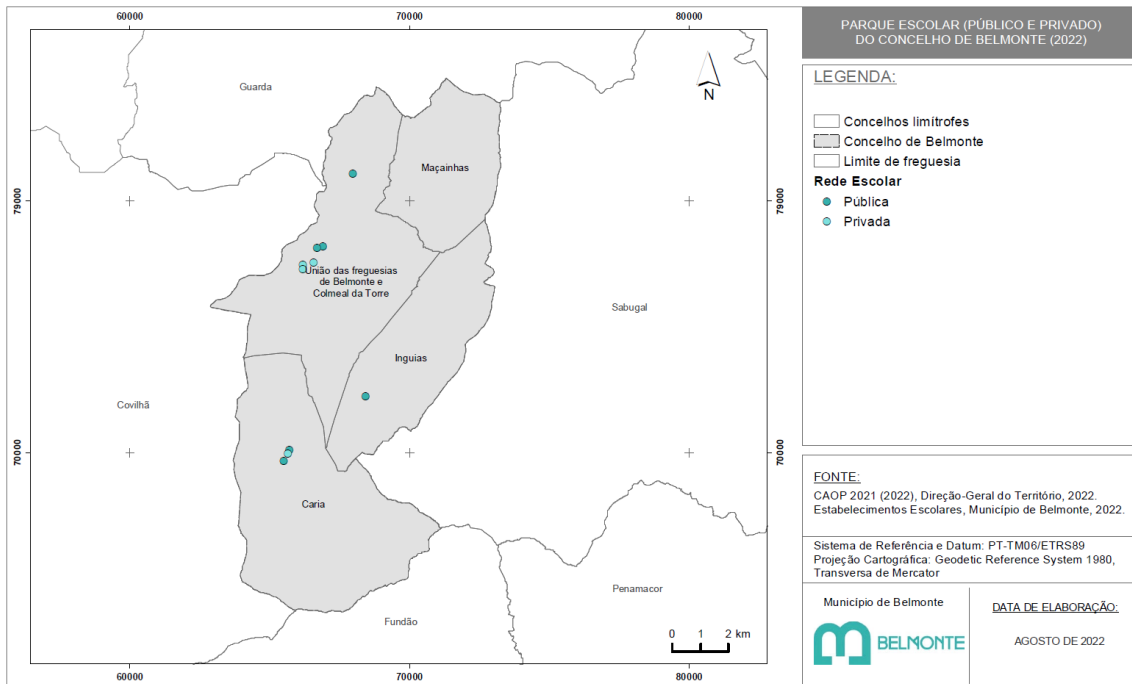 60000
70000
80000
79000
70000
79000
70000
60000
70000
80000
Guarda
N
Maçainhas
União das freguesias
de Belmonte e
Colmeal da Torre
Sabugal
Inguias
Covilhã
Caria
Penamacor
Fundão
0 1 2 km
PARQUE ESCOLAR (PÚBLICO E PRIVADO)
DO CONCELHO DE BELMONTE (2022)
LEGENDA:
Concelhos limítrofes
Concelho de Belmonte
Limite de freguesia
Rede Escolar
Pública
Privada
FONTE:
CAOP 2021 (2022), Direção-Geral do Território, 2022.
Estabelecimentos Escolares, Município de Belmonte, 2022.
Sistema de Referência e Datum: PT-TM06/ETRS89
Projeção Cartográfica: Geodetic Reference System 1980,
Transversa de Mercator
Município de Belmonte
BELMONTE
DATA DE ELABORAÇÃO:
AGOSTO DE 2022